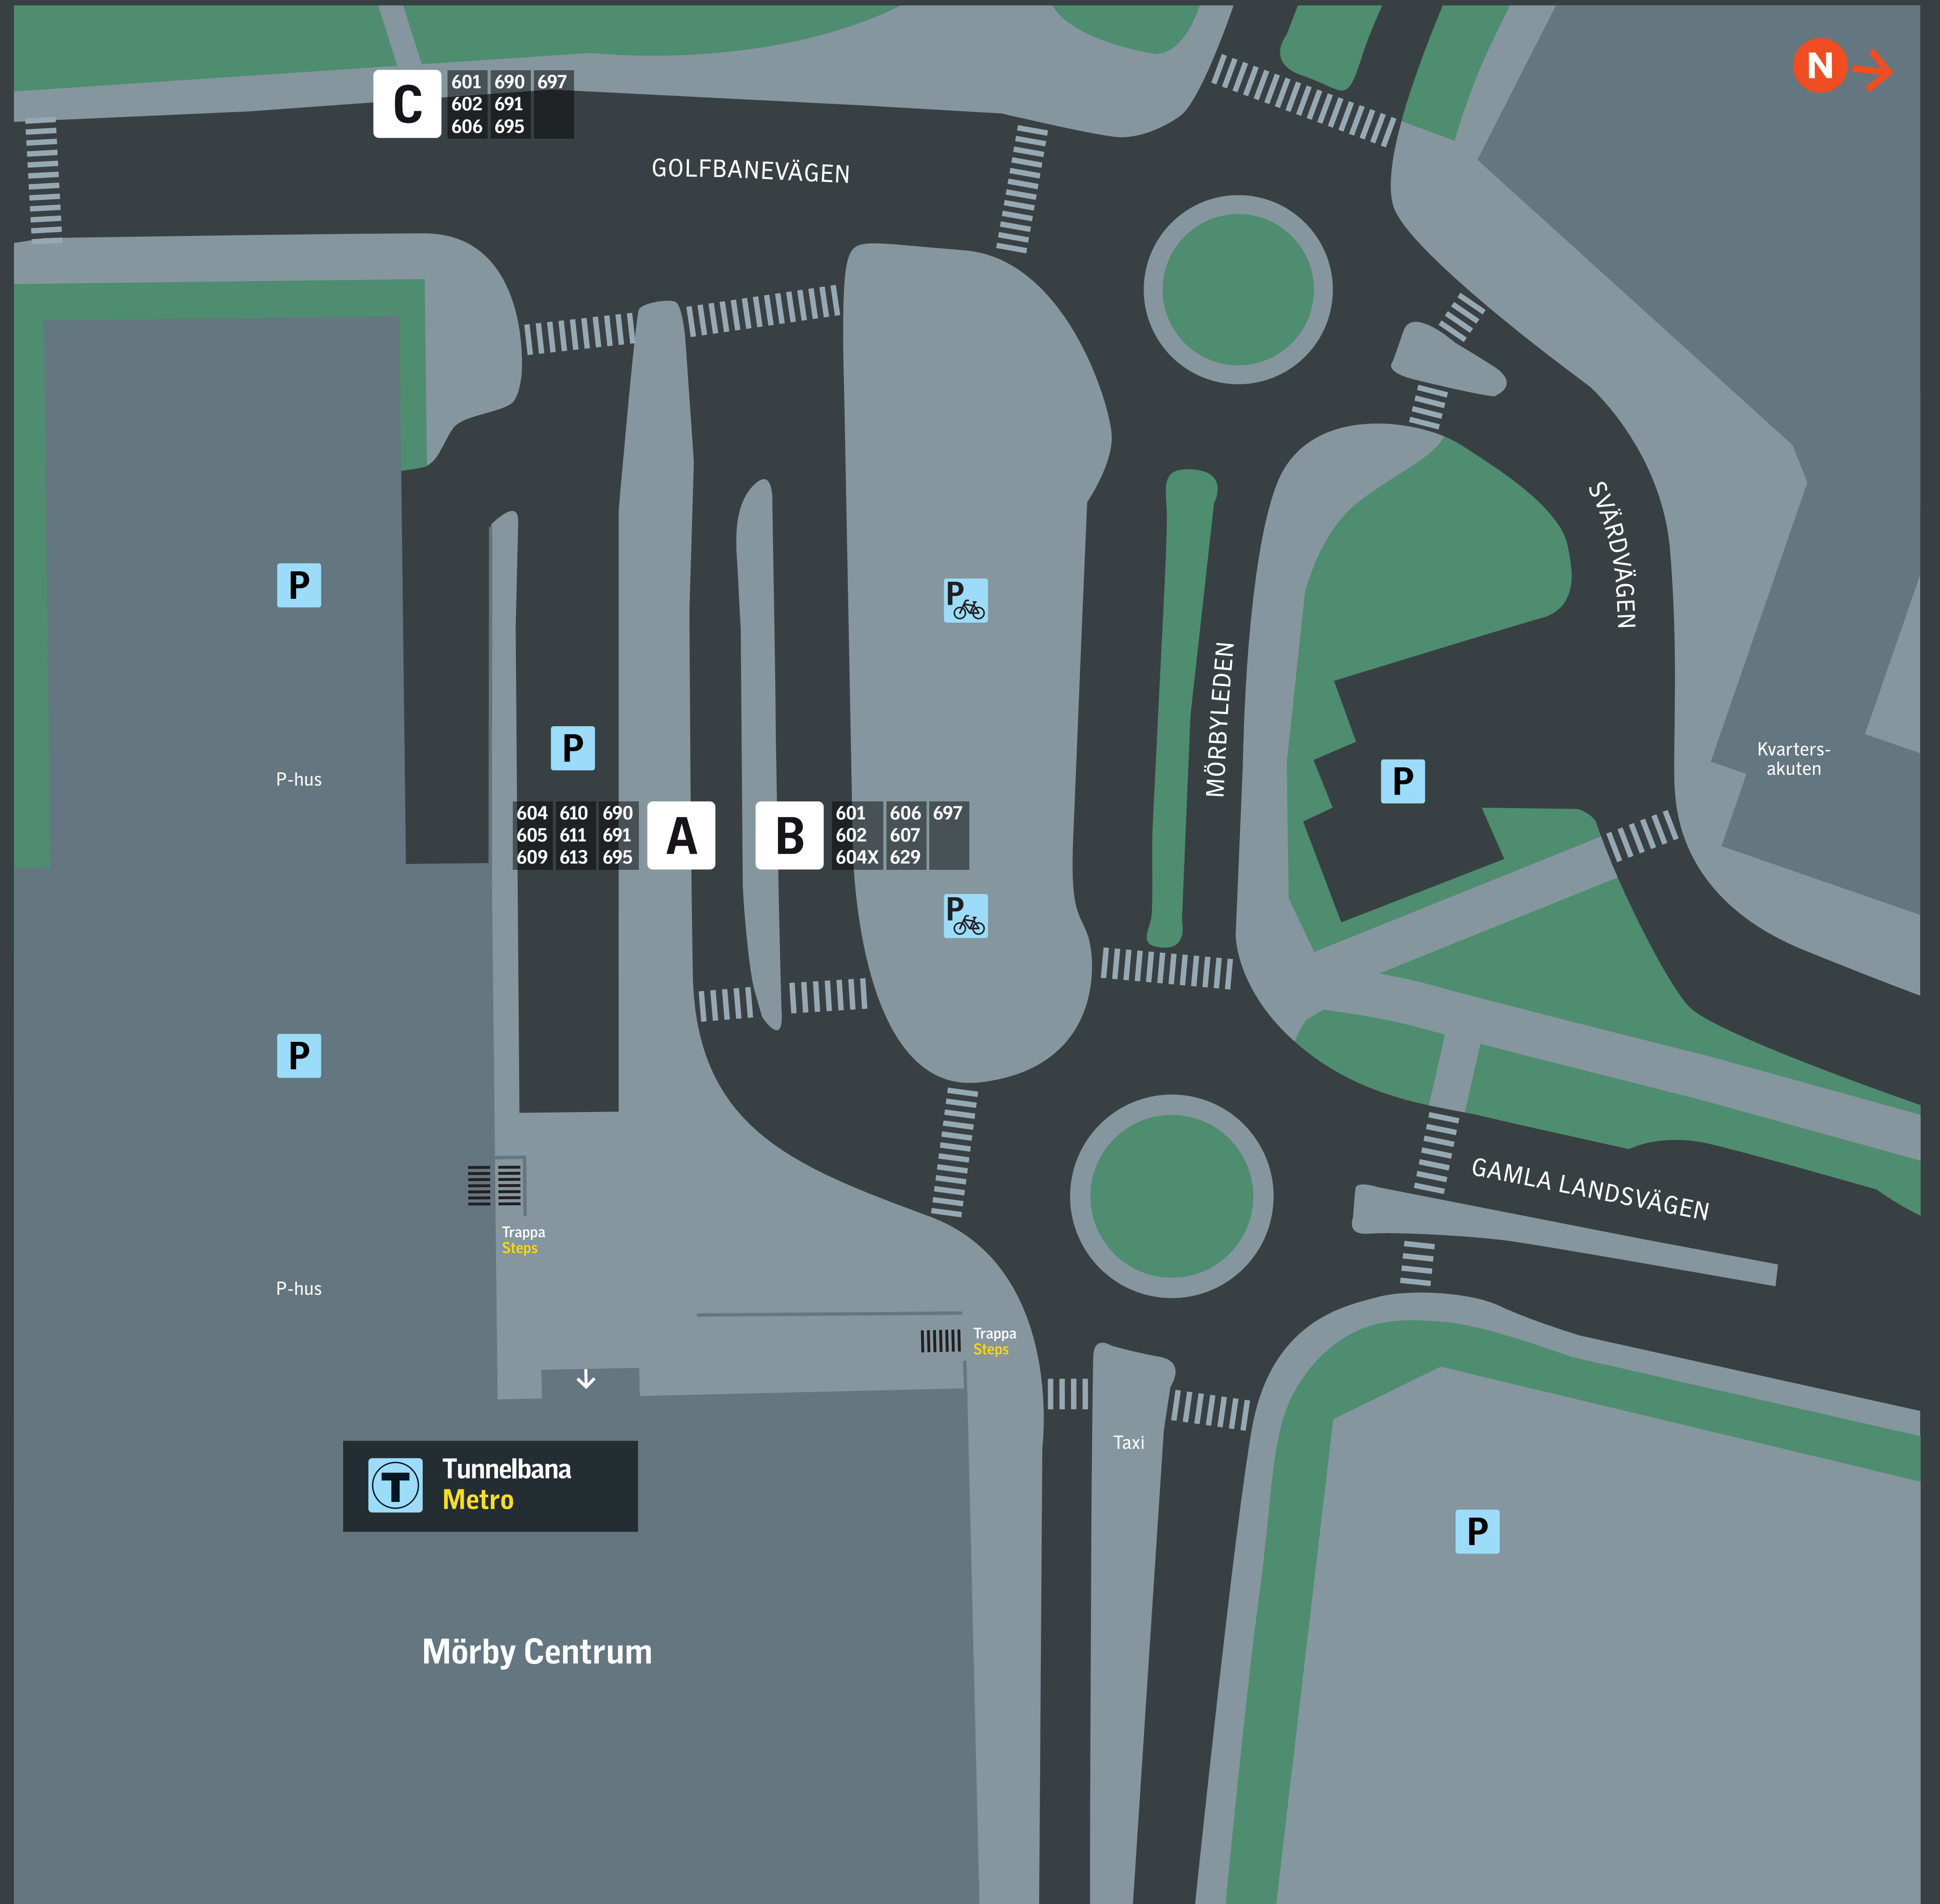 N
C
601 690 697
602 691
606 695
GOLFBANEVÄGEN
SVÄRDVÄGEN
P
P
MÖRBYLEDEN
P
P
Kvarters-
akuten
P-hus
604 610 690
605 611 691
609 613 695
A
B
601 606 697
602 607
604X 629
P
P
GAMLA LANDSVÄGEN
Trappa
Steps
P-hus
Trappa
Steps
Taxi
T
Tunnelbana
Metro
P
Mörby Centrum